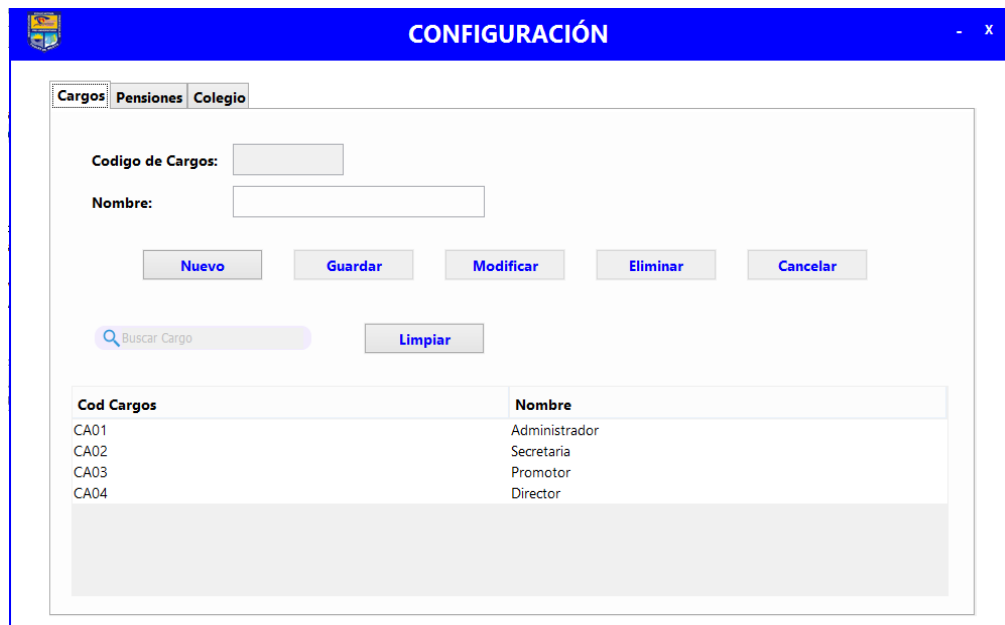 CONFIGURACIÓN - X
Cargos Pensiones Colegio
Codigo de Cargos:
Nombre:
Nuevo Guardar Modificar Eliminar Cancelar
Buscar Cargo Limpiar
Cod Cargos Nombre
CA01 Administrador
CA02 Secretaria
CA03 Promotor
CA04 Director